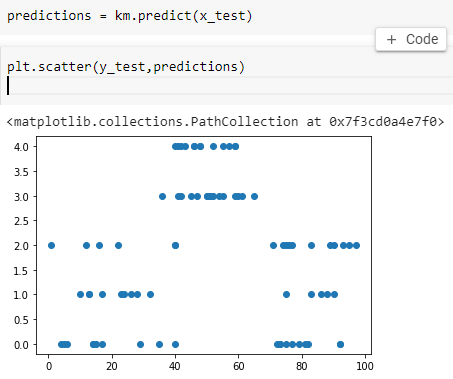 predictions = km.predict(x_test)
+ Code
plt.scatter(y_test,predictions)
<matplotlib.collections.PathCollection at 0x7f3cd0a4e7f0>
4.0
3.5
3.0
2.5
2.0
1.5
1.0
0.5
0.0
0 20 40 60 80 100